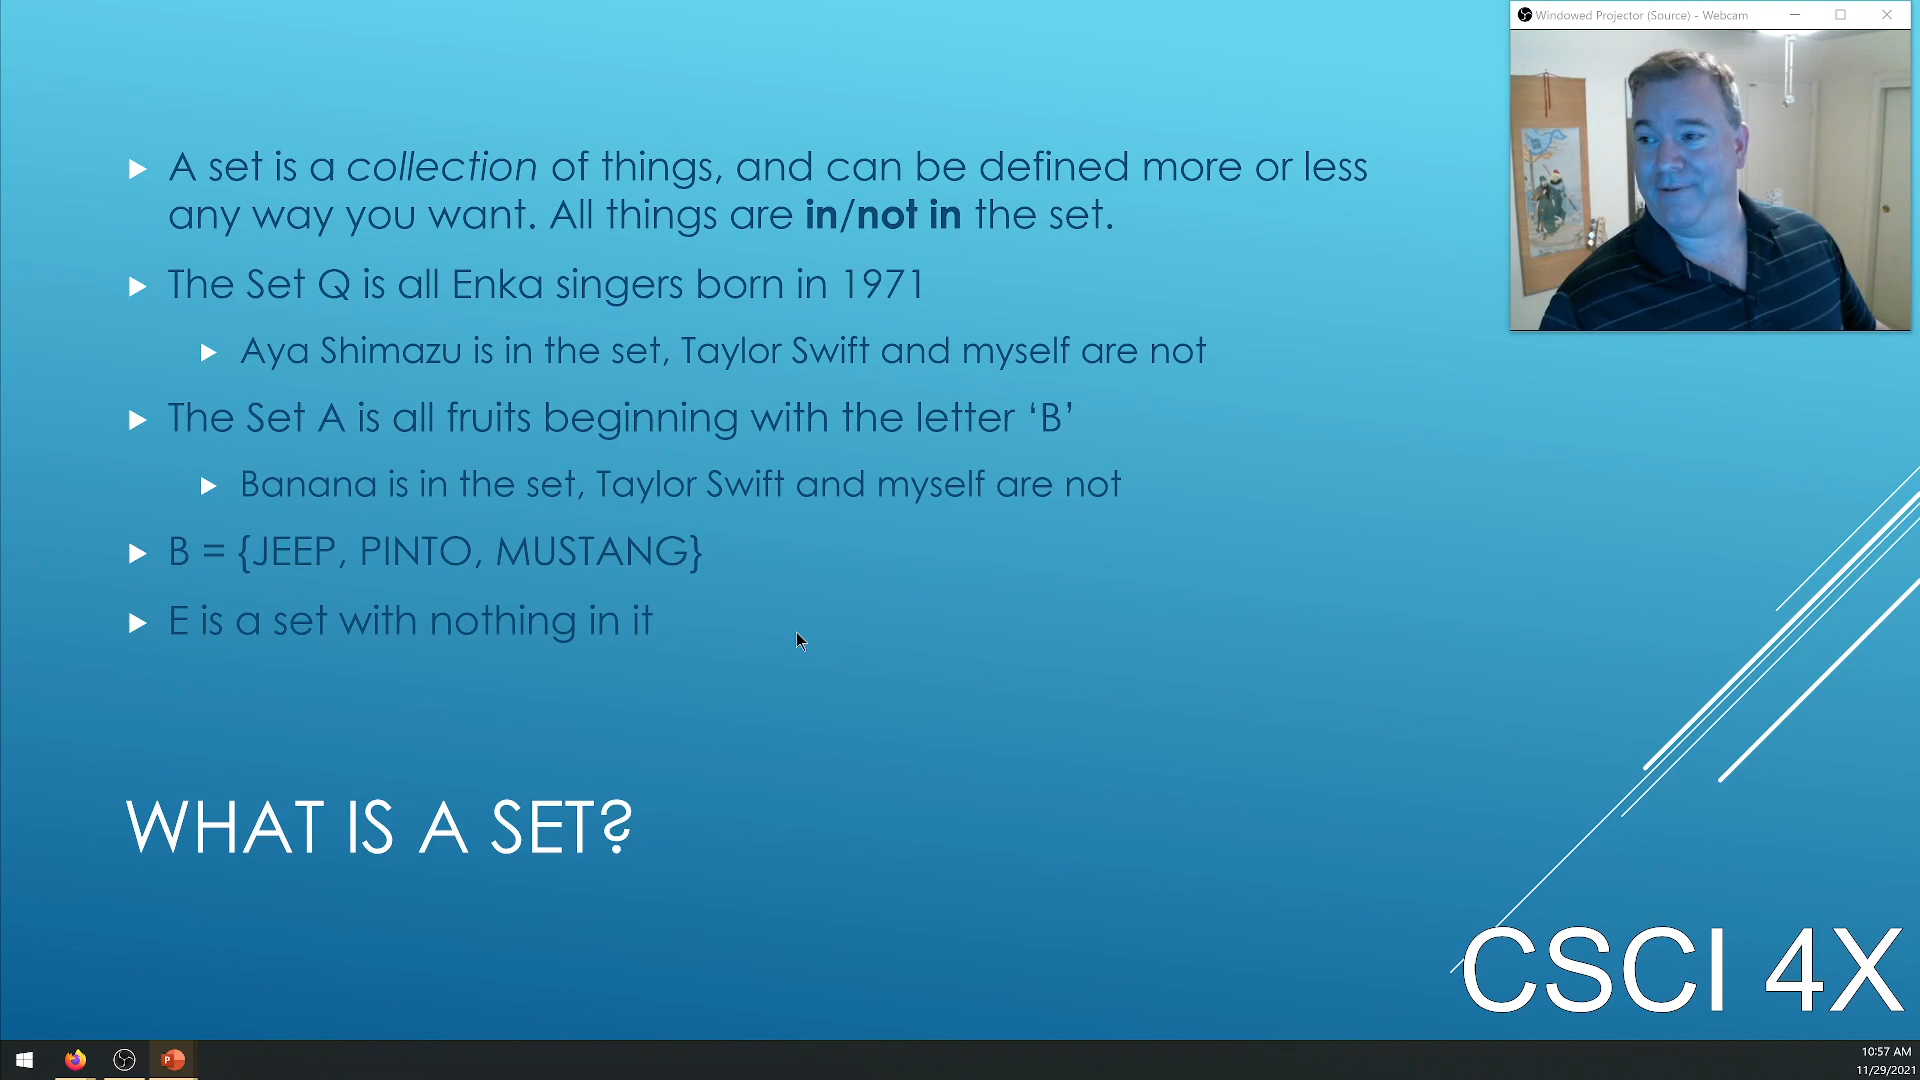 Windowed Projector (Source) - Webcam
A set is a collection of things, and can be defined more or less
any way you want. All things are in/not in the set.
The Set Q is all Enka singers born in 1971
Aya Shimazu is in the set, Taylor Swift and myself are not
The Set A is all fruits beginning with the letter ‘B’
Banana is in the set, Taylor Swift and myself are not
B = {JEEP, PINTO, MUSTANG}
E is a set with nothing in it
WHAT IS A SET?
CSCI 4X
10:57 AM
11/29/2021